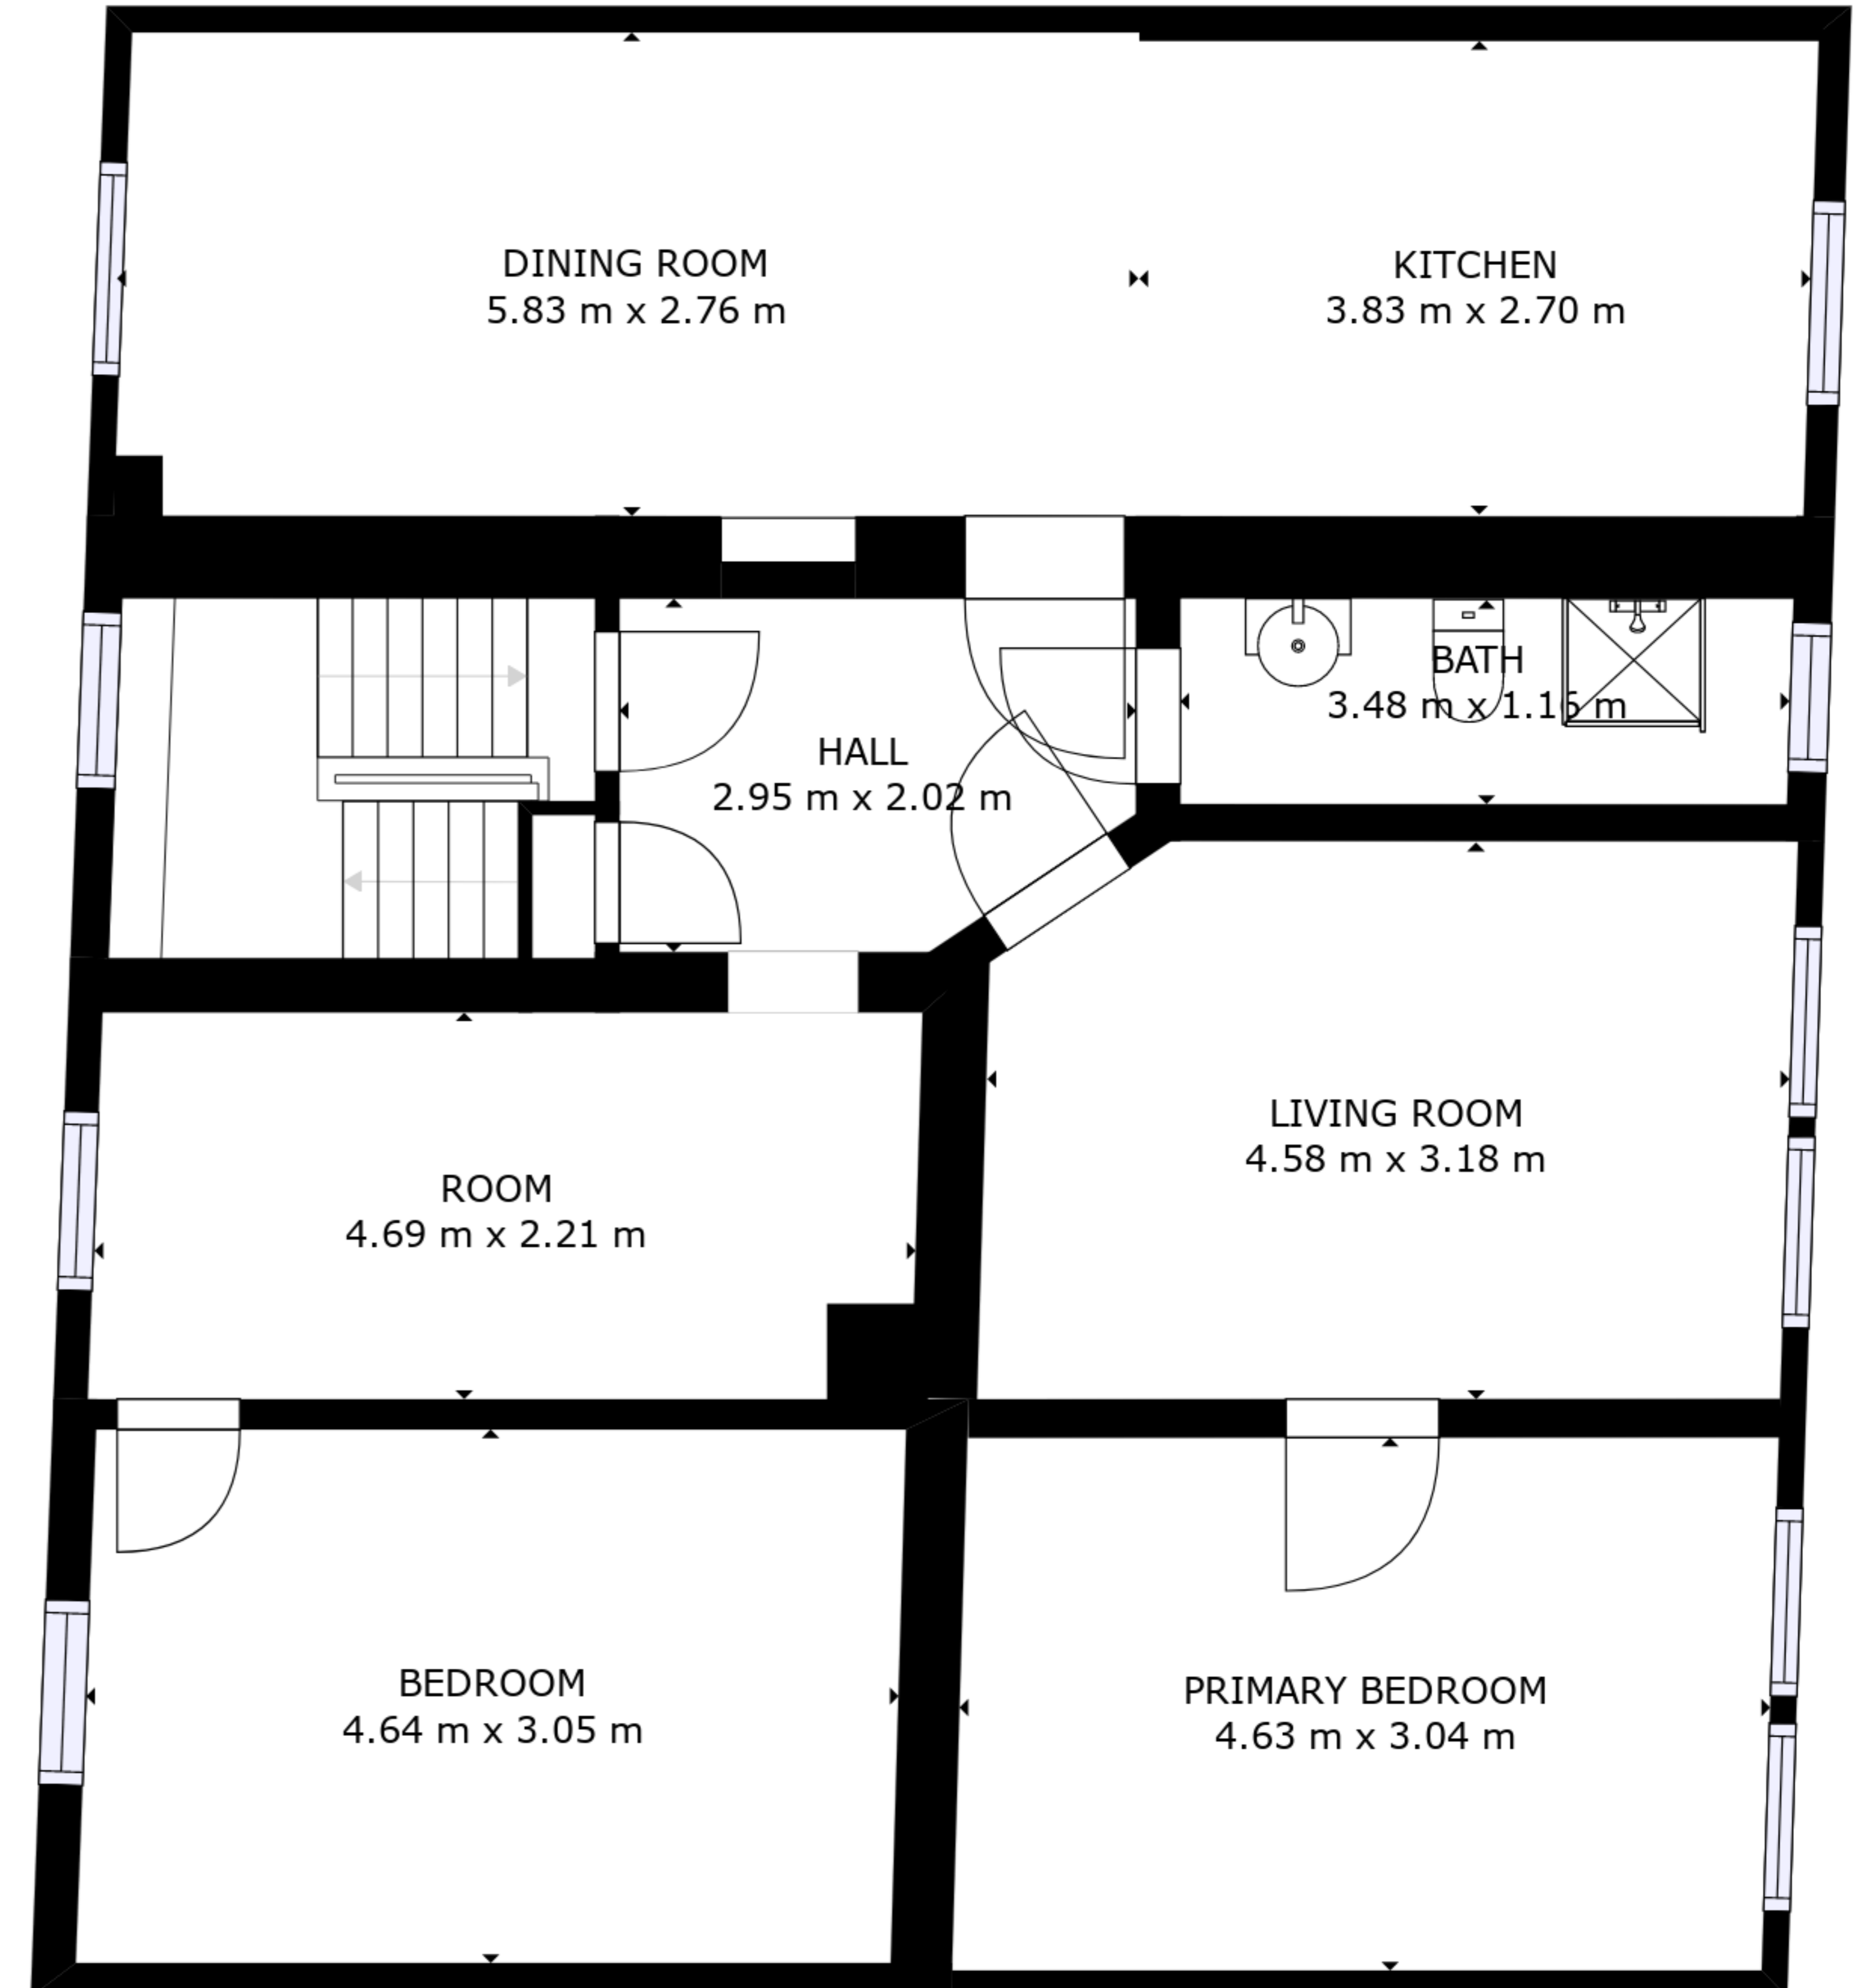 DINING ROOM
5.83 m x 2.76 m
KITCHEN
3.83 m x 2.70 m
BATH
3.48 m x 1.16 m
HALL
2.95 m x 2.02 m
LIVING ROOM
4.58 m x 3.18 m
ROOM
4.69 m x 2.21 m
BEDROOM
4.64 m x 3.05 m
PRIMARY BEDROOM
4.63 m x 3.04 m